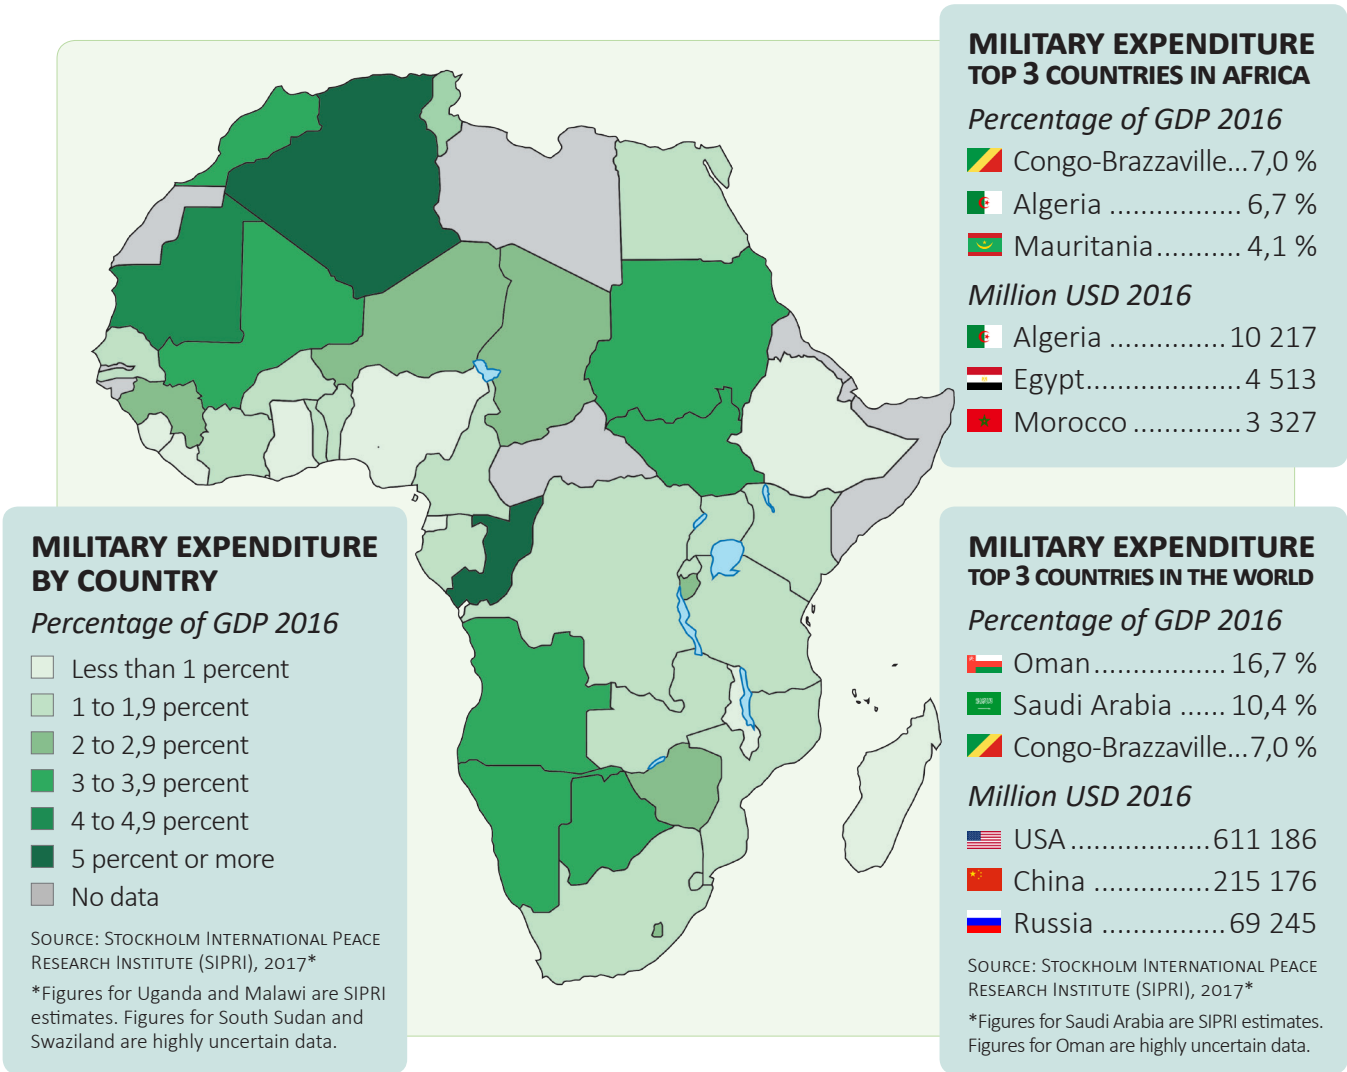 MILITARY EXPENDITURE
TOP 3 COUNTRIES IN AFRICA
Percentage of GDP 2016
Congo-Brazzaville...7,0 %
Algeria ................. 6,7 %
Mauritania........... 4,1 %
Million USD 2016
Algeria ...............10 217
Egypt..................4 513
Morocco ..............3 327
MILITARY EXPENDITURE
BY COUNTRY
Percentage of GDP 2016
Less than 1 percent
1 to 1,9 percent
2 to 2,9 percent
3 to 3,9 percent
4 to 4,9 percent
5 percent or more
No data
SOURCE: STOCKHOLM INTERNATIONAL PEACE
RESEARCH INSTITUTE (SIPRI), 2017*
*Figures for Uganda and Malawi are SIPRI
estimates. Figures for South Sudan and
Swaziland are highly uncertain data.
MILITARY EXPENDITURE
TOP 3 COUNTRIES IN THE WORLD
Percentage of GDP 2016
Oman................. 16,7 %
Saudi Arabia ...... 10,4 %
Congo-Brazzaville...7,0 %
Million USD 2016
USA..................611 186
China ...............215 176
Russia ................69 245
SOURCE: STOCKHOLM INTERNATIONAL PEACE
RESEARCH INSTITUTE (SIPRI), 2017*
*Figures for Saudi Arabia are SIPRI estimates.
Figures for Oman are highly uncertain data.